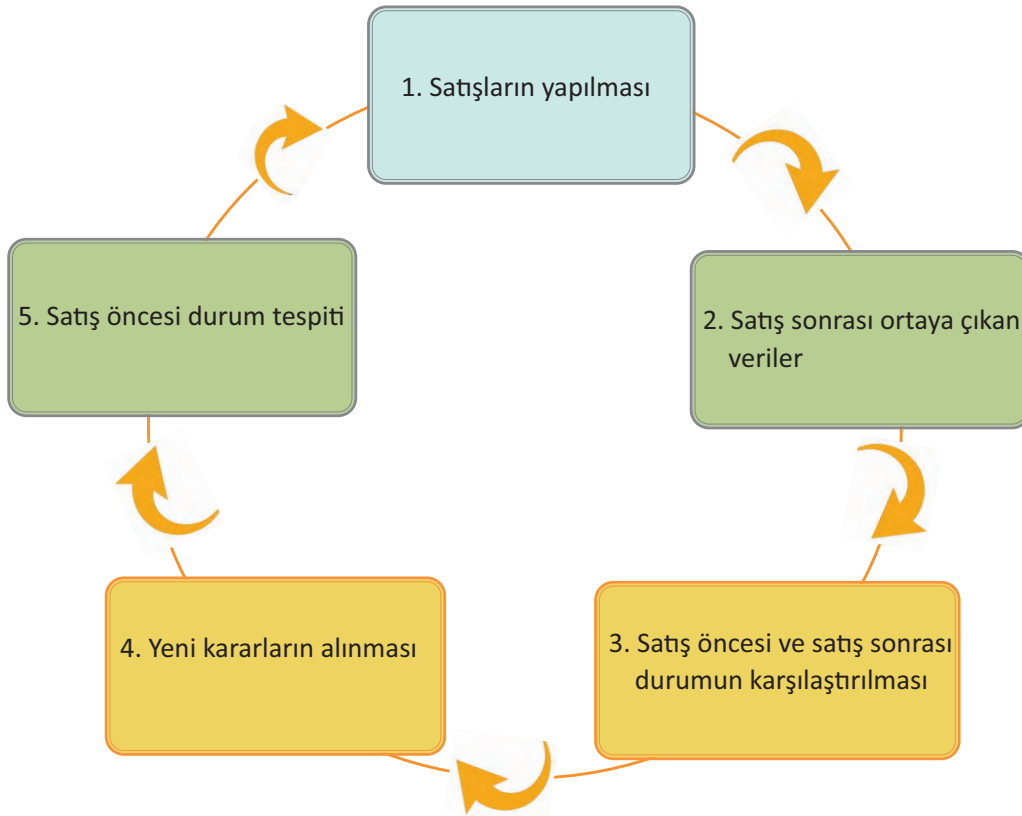 1. Satışların yapılması
2. Satış sonrası ortaya çıkan
veriler
3. Satış öncesi ve satış sonrası
durumun karşılaştırılması
4. Yeni kararların alınması
5. Satış öncesi durum tespiti